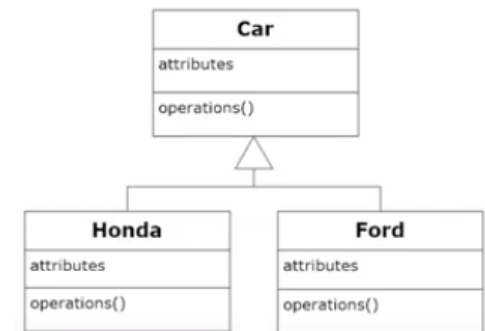 Car
attributes
operations()
Honda
attributes
operations()
Ford
attributes
operations()